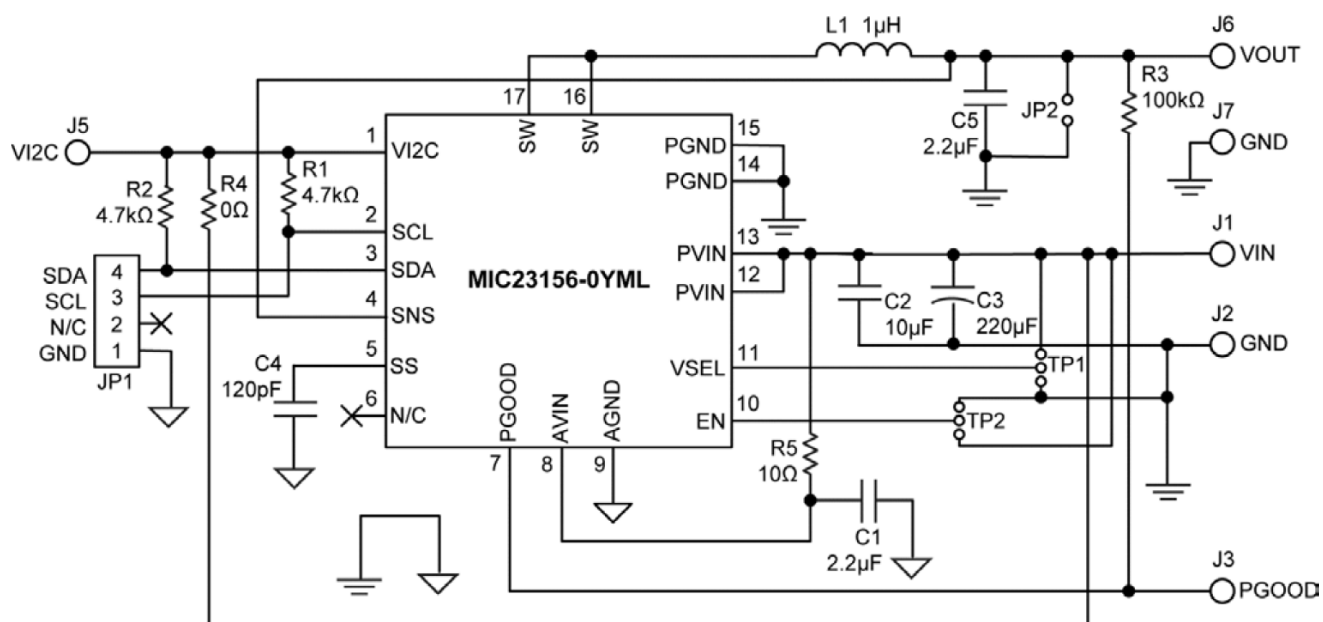 L1 1µH
J6
VOUT
17
16
SW
SW
R3
100kΩ
C5
2.2µF
JP2
J7
GND
J5
VI2C
1
VI2C
R2
4.7kΩ
R4
0Ω
R1
4.7kΩ
15
PGND
14
PGND
2
SCL
3
SDA
MIC23156-0YML
13
PVIN
12
PVIN
J1
VIN
SDA
4
SCL
3
N/C
2
GND
1
JP1
4
SNS
C2
10µF
C3
220µF
J2
GND
C4
120pF
5
SS
6
N/C
11
VSEL
TP1
10
EN
TP2
PGOOD
AVIN
AGND
7
8
9
R5
10Ω
C1
2.2µF
J3
PGOOD